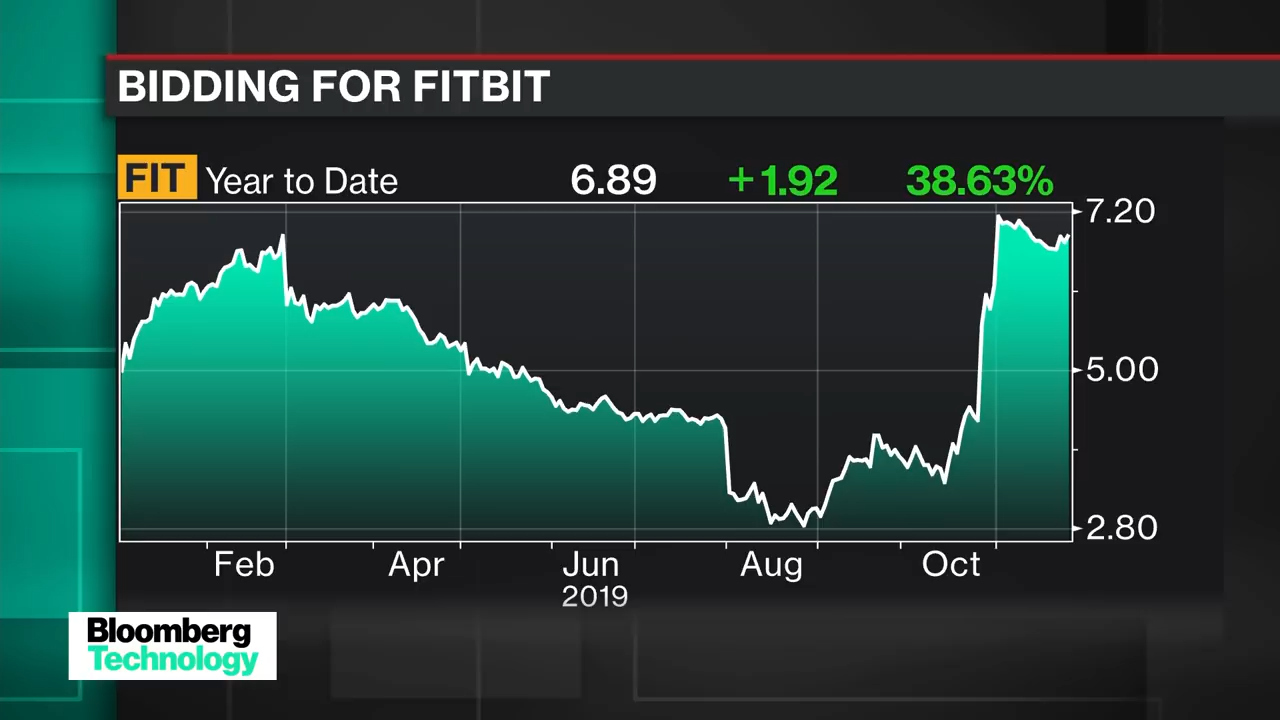 BIDDING FOR FITBIT
FIT Year to Date 6.89 +1.92 38.63%
7.20
5.00
2.80
Feb Apr Jun Aug Oct
2019
Bloomberg
Technology